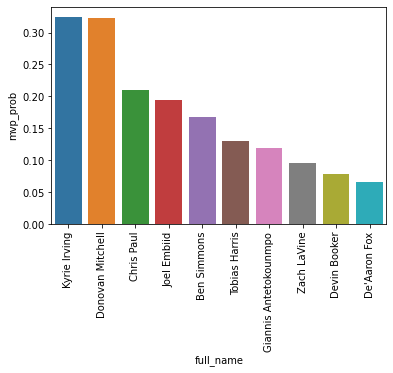 0.30
0.25
0.20
0.15
0.10
0.05
0.00
mvp_prob
Kyrie Irving
Donovan Mitchell
Chris Paul
Joel Embiid
Ben Simmons
Tobias Harris
Giannis Antetokounmpo
Zach LaVine
Devin Booker
De'Aaron Fox
full_name